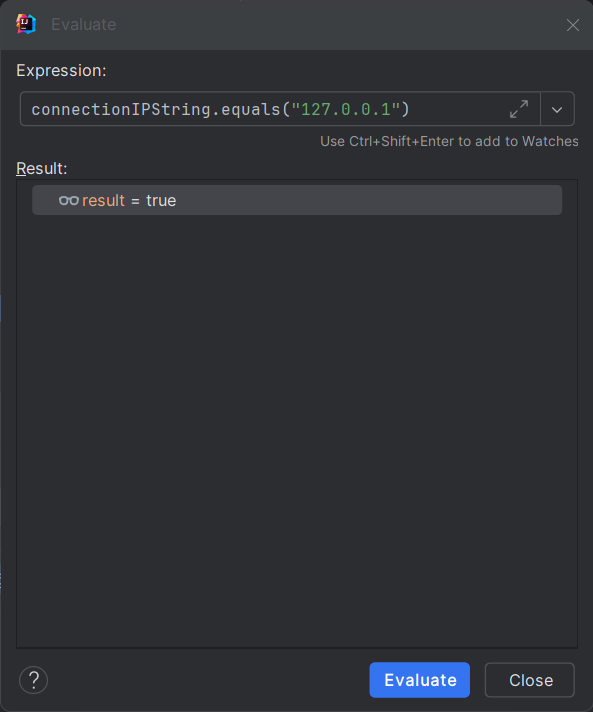 Evaluate
Expression:
connectionIPString.equals("127.0.0.1")
Use Ctrl+Shift+Enter to add to Watches
Result:
result = true
?
Evaluate
Close